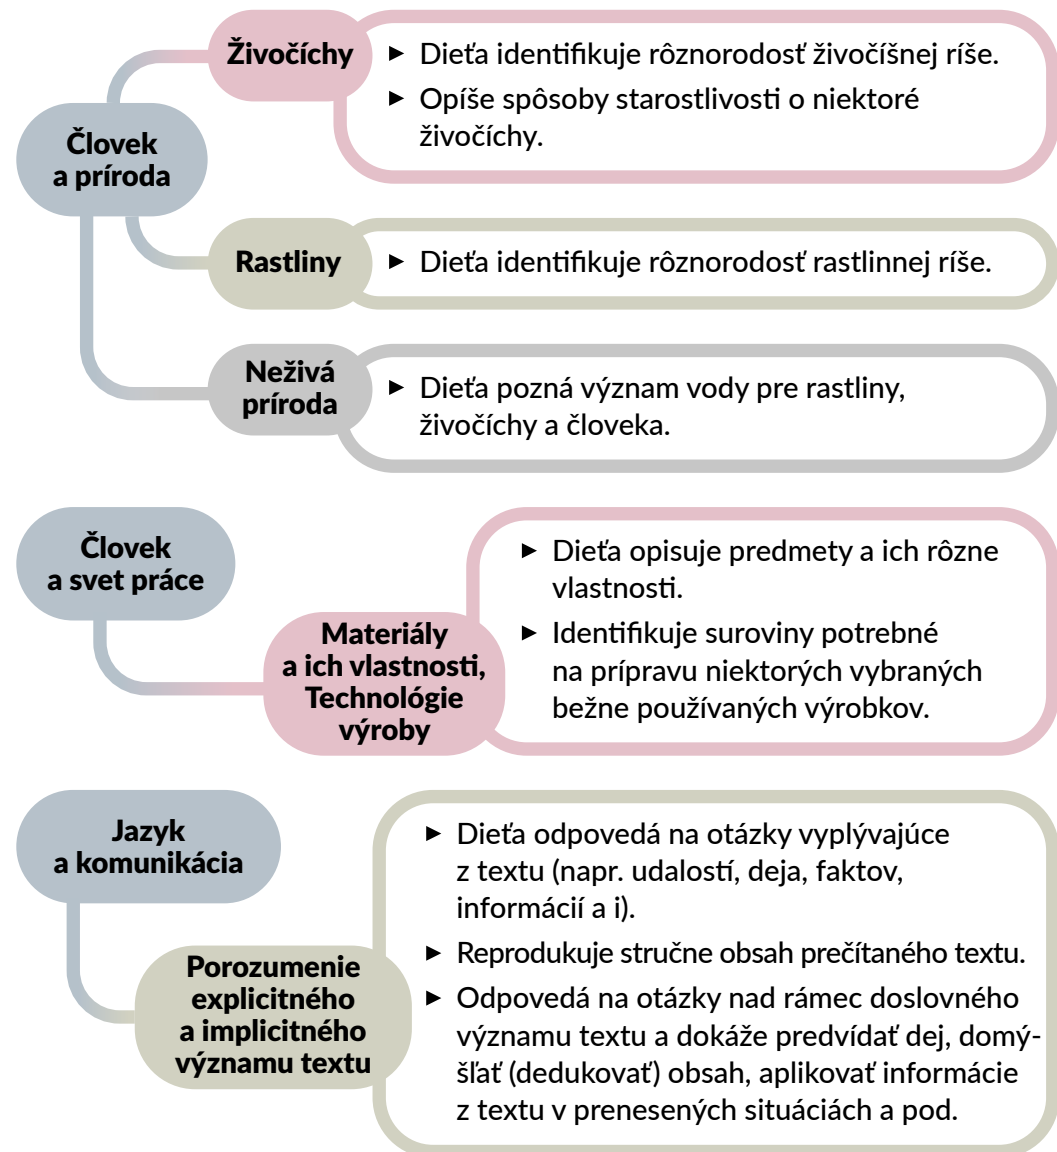 Človek
a príroda
Živočíchy
► Dieťa identifikuje rôznorodosť živočíšnej ríše.
► Opíše spôsoby starostlivosti o niektoré
živočíchy.
Rastliny
► Dieťa identifikuje rôznorodosť rastlinnej ríše.
Neživá
príroda
► Dieťa pozná význam vody pre rastliny,
živočíchy a človeka.
Človek
a svet práce
Materiály
a ich vlastnosti,
Technológie
výroby
► Dieťa opisuje predmety a ich rôzne
vlastnosti.
► Identifikuje suroviny potrebné
na prípravu niektorých vybraných
bežne používaných výrobkov.
Jazyk
a komunikácia
Porozumenie
explicitného
a implicitného
významu textu
► Dieťa odpovedá na otázky vyplývajúce
z textu (napr. udalostí, deja, faktov,
informácií a i).
► Reprodukuje stručne obsah prečítaného textu.
► Odpovedá na otázky nad rámec doslovného
významu textu a dokáže predvídať dej, domý-
šľať (dedukovať) obsah, aplikovať informácie
z textu v prenesených situáciách a pod.